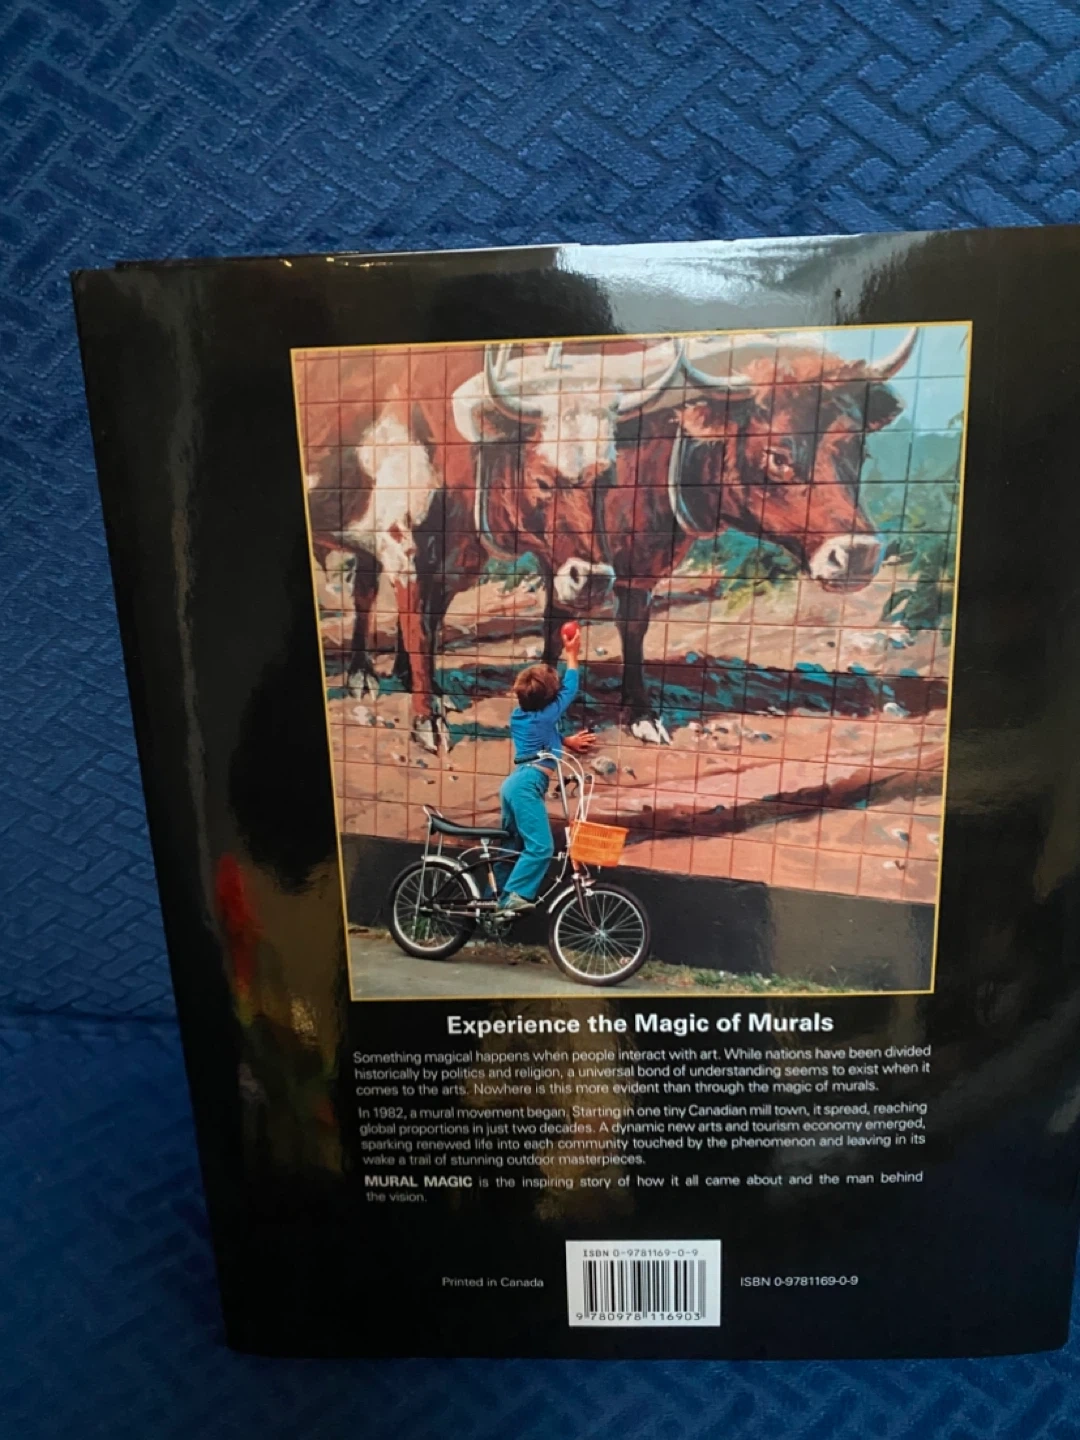 Experience the Magic of Murals
Something magical happens when people interact with art. While nations have been divided
historically by politics and religion, a universal bond of understanding seems to exist when it
comes to the arts. Nowhere is this more evident than through the magic of murals.
In 1982, a mural movement began. Starting in one tiny Canadian mill town, it spread, reaching
global proportions in just two decades. A dynamic new arts and tourism economy emerged,
sparking renewed life into each community touched by the phenomenon and leaving in its
wake a trail of stunning outdoor masterpieces.
MURAL MAGIC is the inspiring story of how it all came about and the man behind
the vision.
ISBN 0-9781169-0-9
Printed in Canada
ISBN 0-9781169-0-9
9 780978 116903